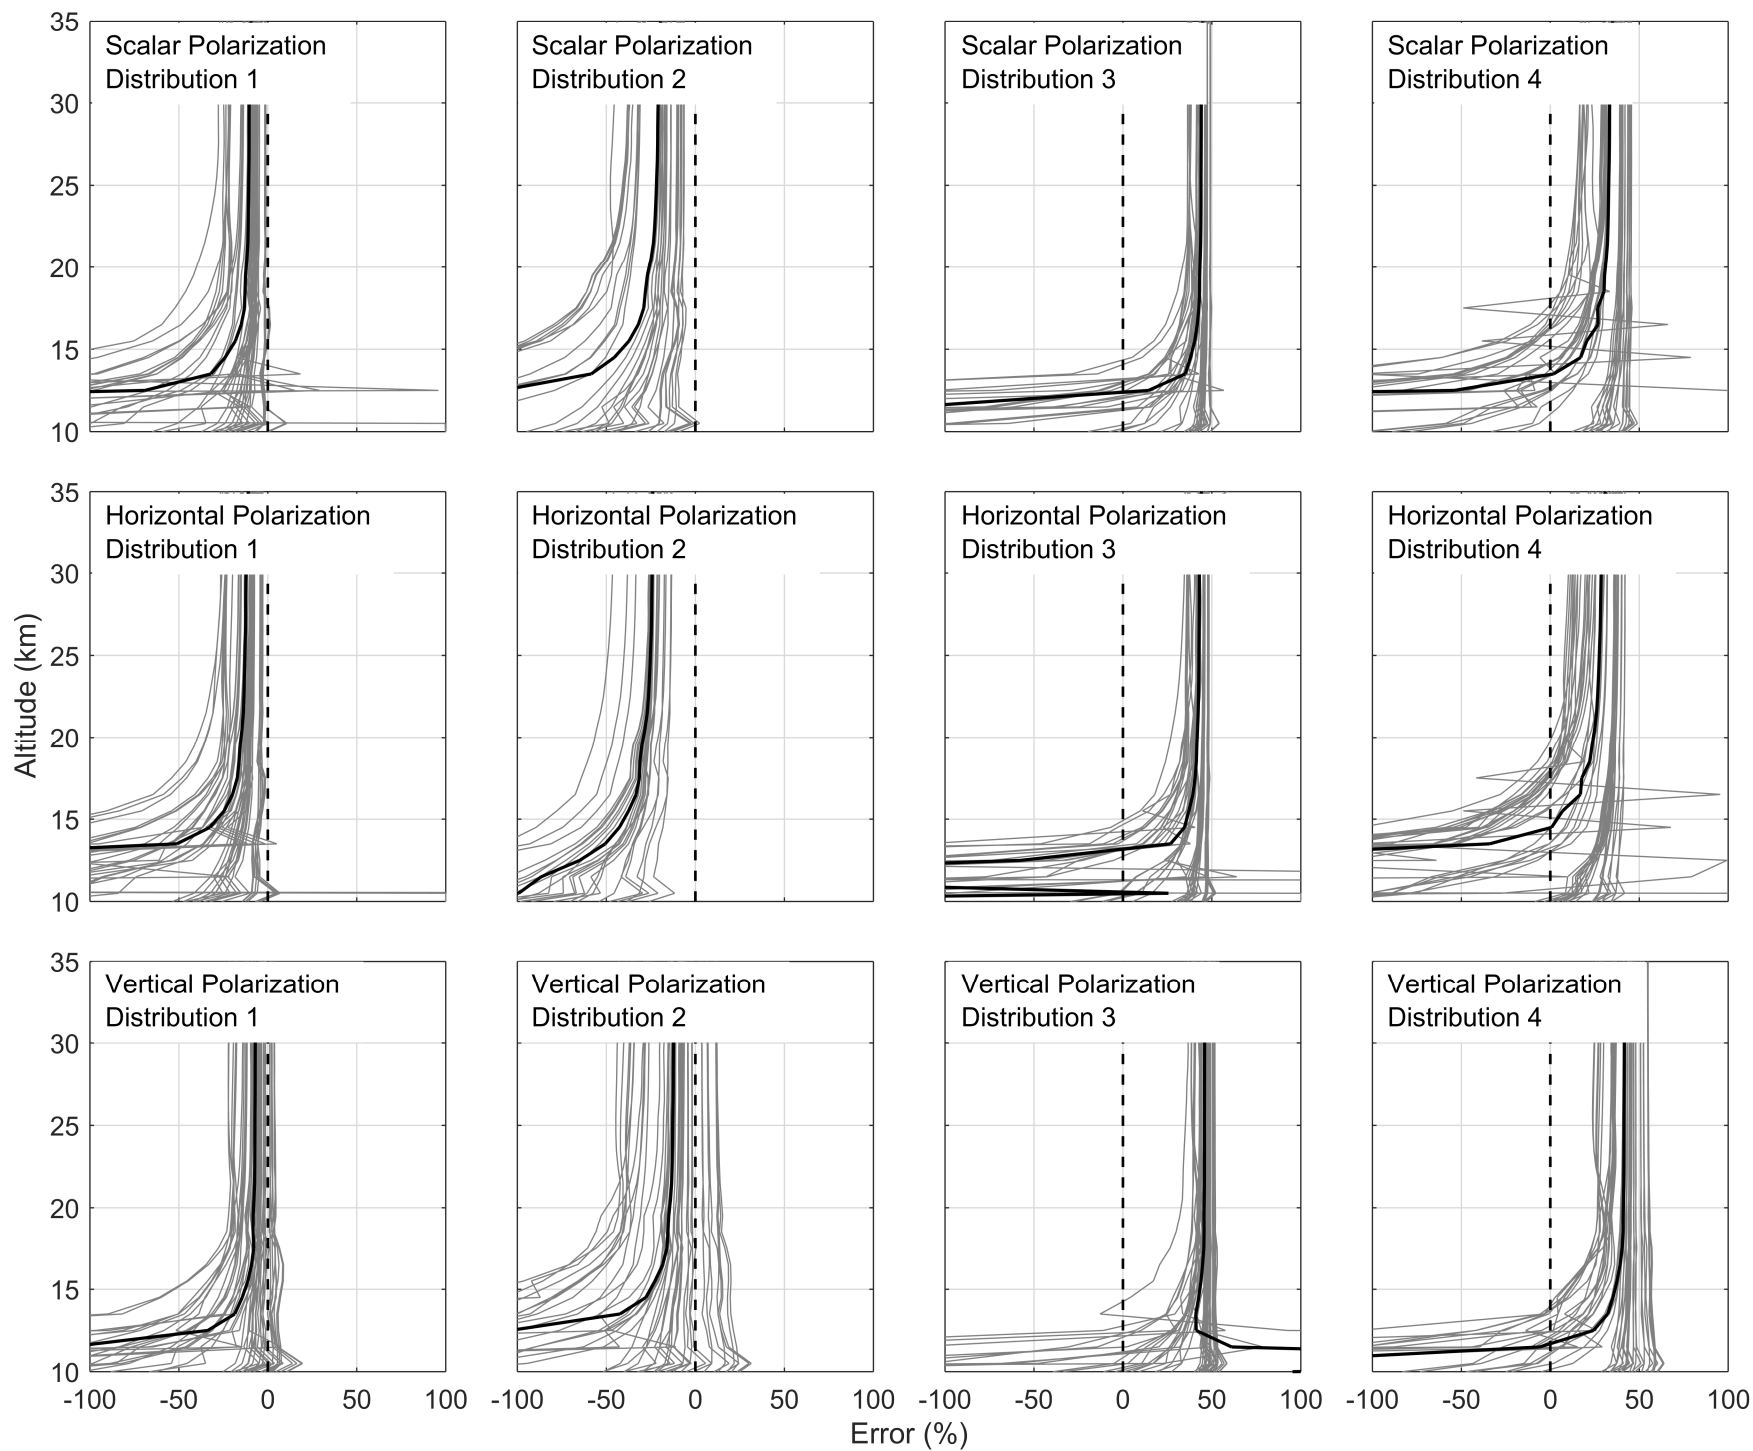 35
30
25
20
15
10
Scalar Polarization
Distribution 1
Scalar Polarization
Distribution 2
Scalar Polarization
Distribution 3
Scalar Polarization
Distribution 4
35
30
25
20
15
10
Horizontal Polarization
Distribution 1
Horizontal Polarization
Distribution 2
Horizontal Polarization
Distribution 3
Horizontal Polarization
Distribution 4
Altitude (km)
35
30
25
20
15
10
Vertical Polarization
Distribution 1
Vertical Polarization
Distribution 2
Vertical Polarization
Distribution 3
Vertical Polarization
Distribution 4
-100 -50 0 50 100
-100 -50 0 50 100
-100 -50 0 50 100
-100 -50 0 50 100
Error (%)